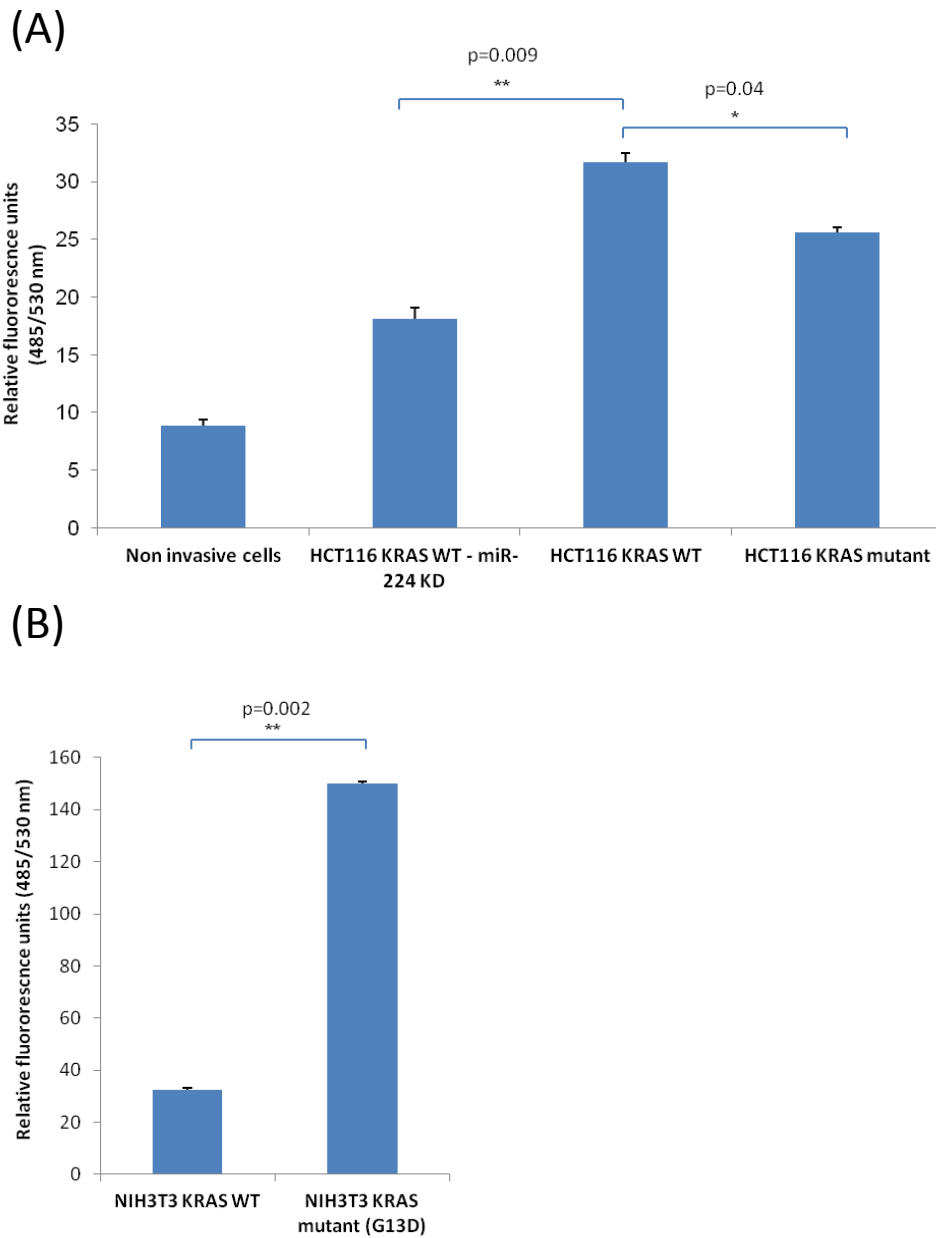 (A)
p=0.009
**
p=0.04
*
Relative fluororescnce units
(485/530 nm)
35
30
25
20
15
10
5
0
Non invasive cells
HCT116 KRAS WT - miR-
224 KD
HCT116 KRAS WT
HCT116 KRAS mutant
(B)
p=0.002
**
Relative fluororescnce units (485/530 nm)
160
140
120
100
80
60
40
20
0
NIH3T3 KRAS WT
NIH3T3 KRAS
mutant (G13D)